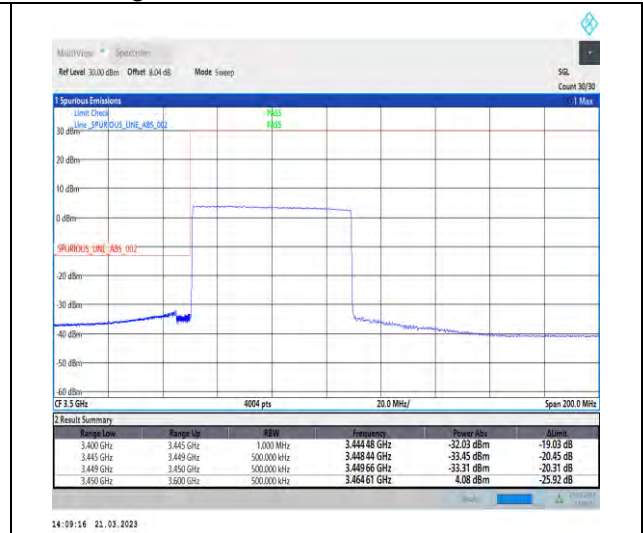 MultiView Spectrum
Ref Level 30.00 dBm Offset 8.04 dB Mode Sweep SGL
Count 30/30
1 Spurious Emissions 1 Max
Limit Check PASS
Line _SPURIOUS_LINE_ABS_002 PASS
30 dBm
20 dBm
10 dBm
0 dBm
_SPURIOUS_LINE_ABS_002
-20 dBm
-30 dBm
-40 dBm
-50 dBm
-60 dBm
CF 3.5 GHz 4004 pts 20.0 MHz/ Span 200.0 MHz
2 Result Summary
Range Low Range Up RBW Frequency Power Abs ΔLimit
3.400 GHz 3.445 GHz 1.000 MHz 3.444 48 GHz -32.03 dBm -19.03 dB
3.445 GHz 3.449 GHz 500.000 kHz 3.448 44 GHz -33.45 dBm -20.45 dB
3.449 GHz 3.450 GHz 500.000 kHz 3.449 66 GHz -33.31 dBm -20.31 dB
3.450 GHz 3.600 GHz 500.000 kHz 3.464 61 GHz 4.08 dBm -25.92 dB
14:09:16 21.03.2023